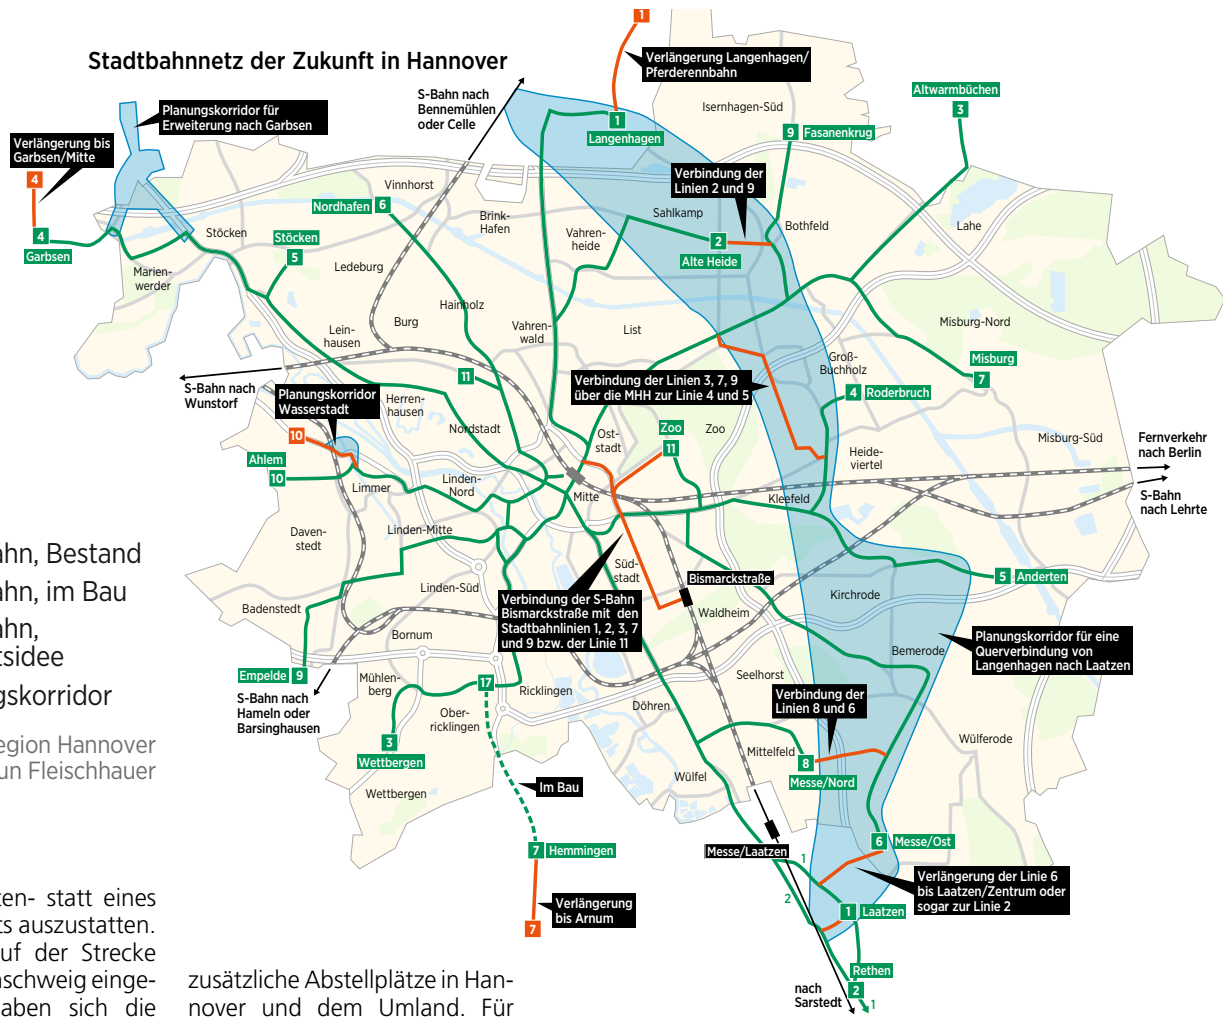 Stadtbahnnetz der Zukunft in Hannover
1
Verlängerung Langenhagen/
Pferderennbahn
S-Bahn nach
Bennemühlen
oder Celle
Planungskorridor für
Erweiterung nach Garbsen
Verlängerung bis
Garbsen/Mitte
4
4
Garbsen
1
Langenhagen
Isernhagen-Süd
9 Fasanenkrug
Altwarmbüchen
3
Verbindung der
Linien 2 und 9
Vinnhorst
Nordhafen 6
Brink-
Hafen
Sahlkamp
Vahren-
heide
Bothfeld
Lahe
Stöcken
Stöcken
5
2
Alte Heide
Marien-
werder
Ledeburg
Hainholz
Burg
Lein-
hausen
Vahren-
wald
List
Misburg-Nord
Misburg
7
Groß-
Buchholz
S-Bahn nach
Wunstorf
11
Verbindung der Linien 3, 7, 9
über die MHH zur Linie 4 und 5
4 Roderbruch
Planungskorridor
Wasserstadt
Herren-
hausen
Nordstadt
10
Ost-
stadt
Zoo
11
Zoo
Misburg-Süd
Fernverkehr
nach Berlin
Heide-
viertel
Ahlem
10
Limmer
Linden-
Nord
Mitte
Kleefeld
S-Bahn
nach Lehrte
Daven-
stedt
Linden-Mitte
Süd-
stadt
Bismarckstraße
5 Anderten
Linden-Süd
Kirchrode
Badenstedt
Waldheim
Verbindung der S-Bahn
Bismarckstraße mit den
Stadtbahnlinien 1, 2, 3, 7
und 9 bzw. der Linie 11
Bornum
Planungskorridor für eine
Querverbindung von
Langenhagen nach Laatzen
Bemerode
Empelde 9
Mühlen-
berg
17
Ricklingen
Seelhorst
S-Bahn nach
Hameln oder
Barsinghausen
Ober-
ricklingen
Döhren
Verbindung der
Linien 8 und 6
3
Wettbergen
Mittelfeld
8
Messe/Nord
Wülferode
Wülfel
Wettbergen
Im Bau
7 Hemmingen
Messe/Laatzen
1
2
6 Messe/Ost
Verlängerung der Linie 6
bis Laatzen/Zentrum oder
sogar zur Linie 2
Verlängerung
bis Arnum
7
1 Laatzen
Rethen
2
1
nach
Sarstedt
ahn, Bestand
ahn, im Bau
ahn,
tsidee
gskorridor
egion Hannover
un Fleischhauer
ten- statt eines
ts auszustatten.
uf der Strecke
nschweig einge-
aben sich die
zusätzliche Abstellplätze in Han-
nover und dem Umland. Für